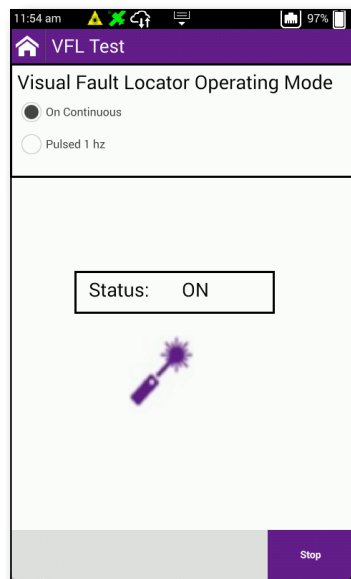 11:54 am 97%
VFL Test
Visual Fault Locator Operating Mode
On Continuous
Pulsed 1 hz
Status: ON
Stop